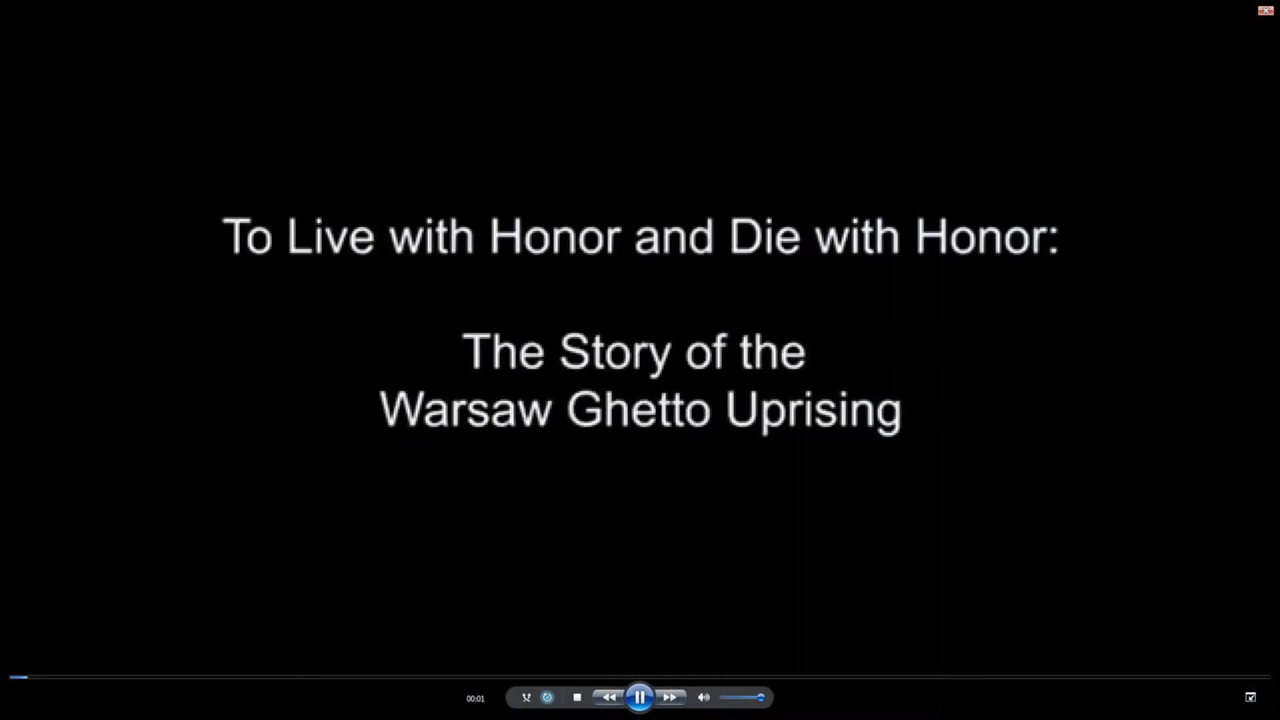 To Live with Honor and Die with Honor:
The Story of the
Warsaw Ghetto Uprising
00:01